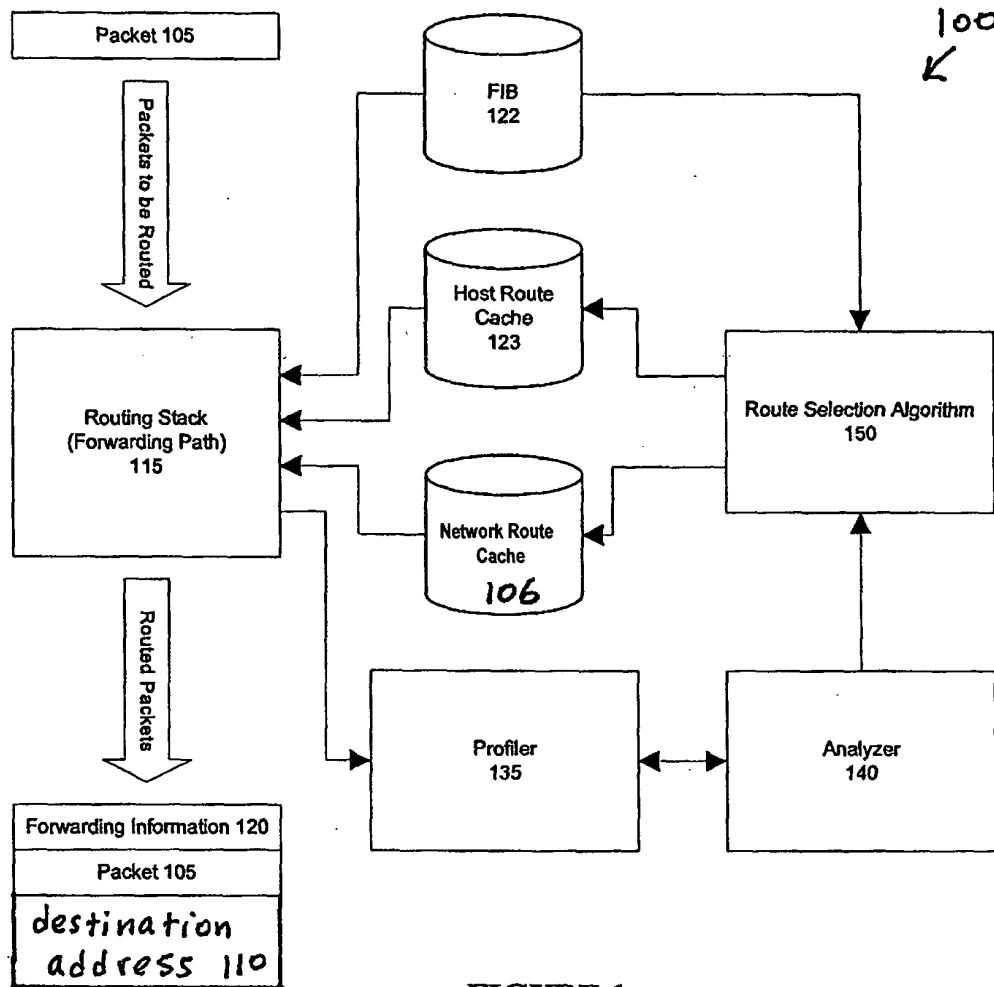 Packet 105
100
FIB
122
Packets to be Routed
Host Route
Cache
123
Routing Stack
(Forwarding Path)
115
Route Selection Algorithm
150
Network Route
Cache
106
Routed Packets
Profiler
135
Analyzer
140
Forwarding Information 120
Packet 105
destination
address 110